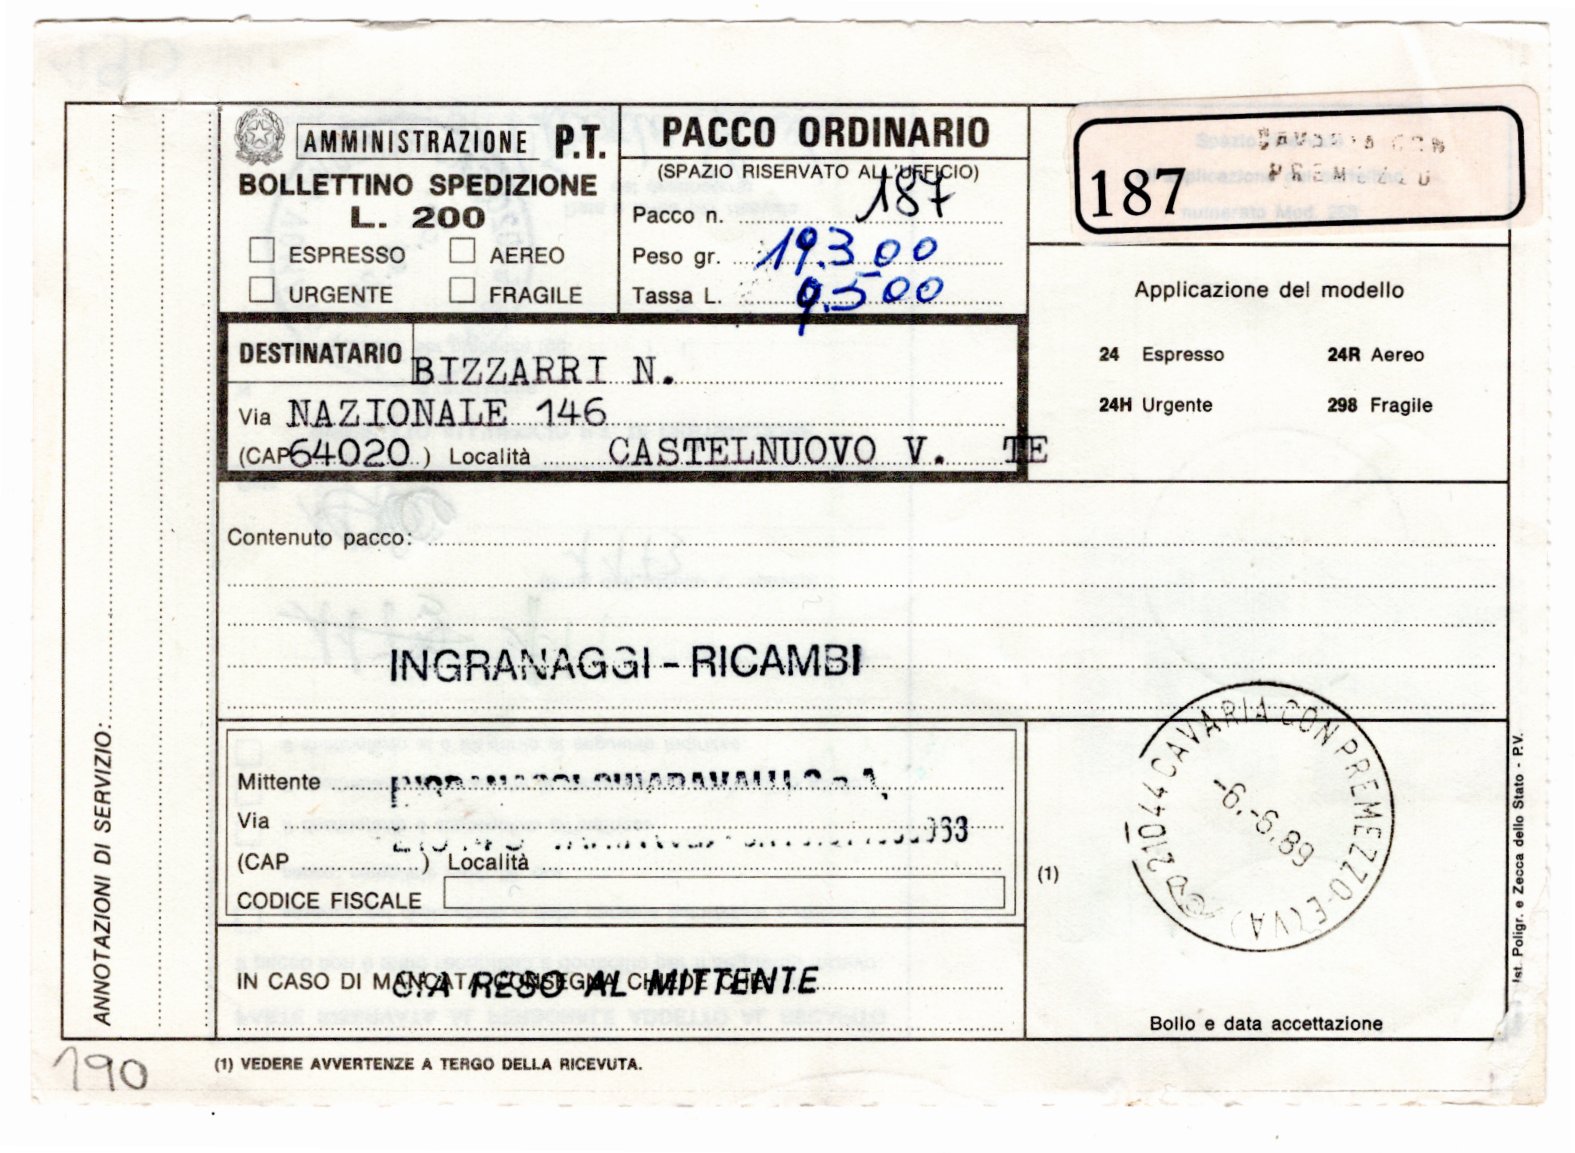 AMMINISTRAZIONE P.T.
BOLLETTINO SPEDIZIONE
L. 200
ESPRESSO AEREO
URGENTE FRAGILE
PACCO ORDINARIO
(SPAZIO RISERVATO ALL'UFFICIO)
Pacco n. 187
Peso gr. 19.300
Tassa L. 9.500
187
PREMEZZO
Applicazione del modello
24 Espresso 24R Aereo
24H Urgente 298 Fragile
DESTINATARIO BIZZARRI N.
Via NAZIONALE 146
(CAP 64020) Località CASTELNUOVO V. TE
Contenuto pacco:
INGRANAGGI - RICAMBI
Mittente
Via
(CAP ) Località
CODICE FISCALE
IN CASO DI MANCATA CONSEGNA CHIEDE CHE:
SIA RESO AL MITTENTE
(1)
21044 CAVARIA CON PREMEZZO-E(VA)
-6.-6.89
Bollo e data accettazione
ANNOTAZIONI DI SERVIZIO:
Ist. Poligr. e Zecca dello Stato - P.V.
190
(1) VEDERE AVVERTENZE A TERGO DELLA RICEVUTA.